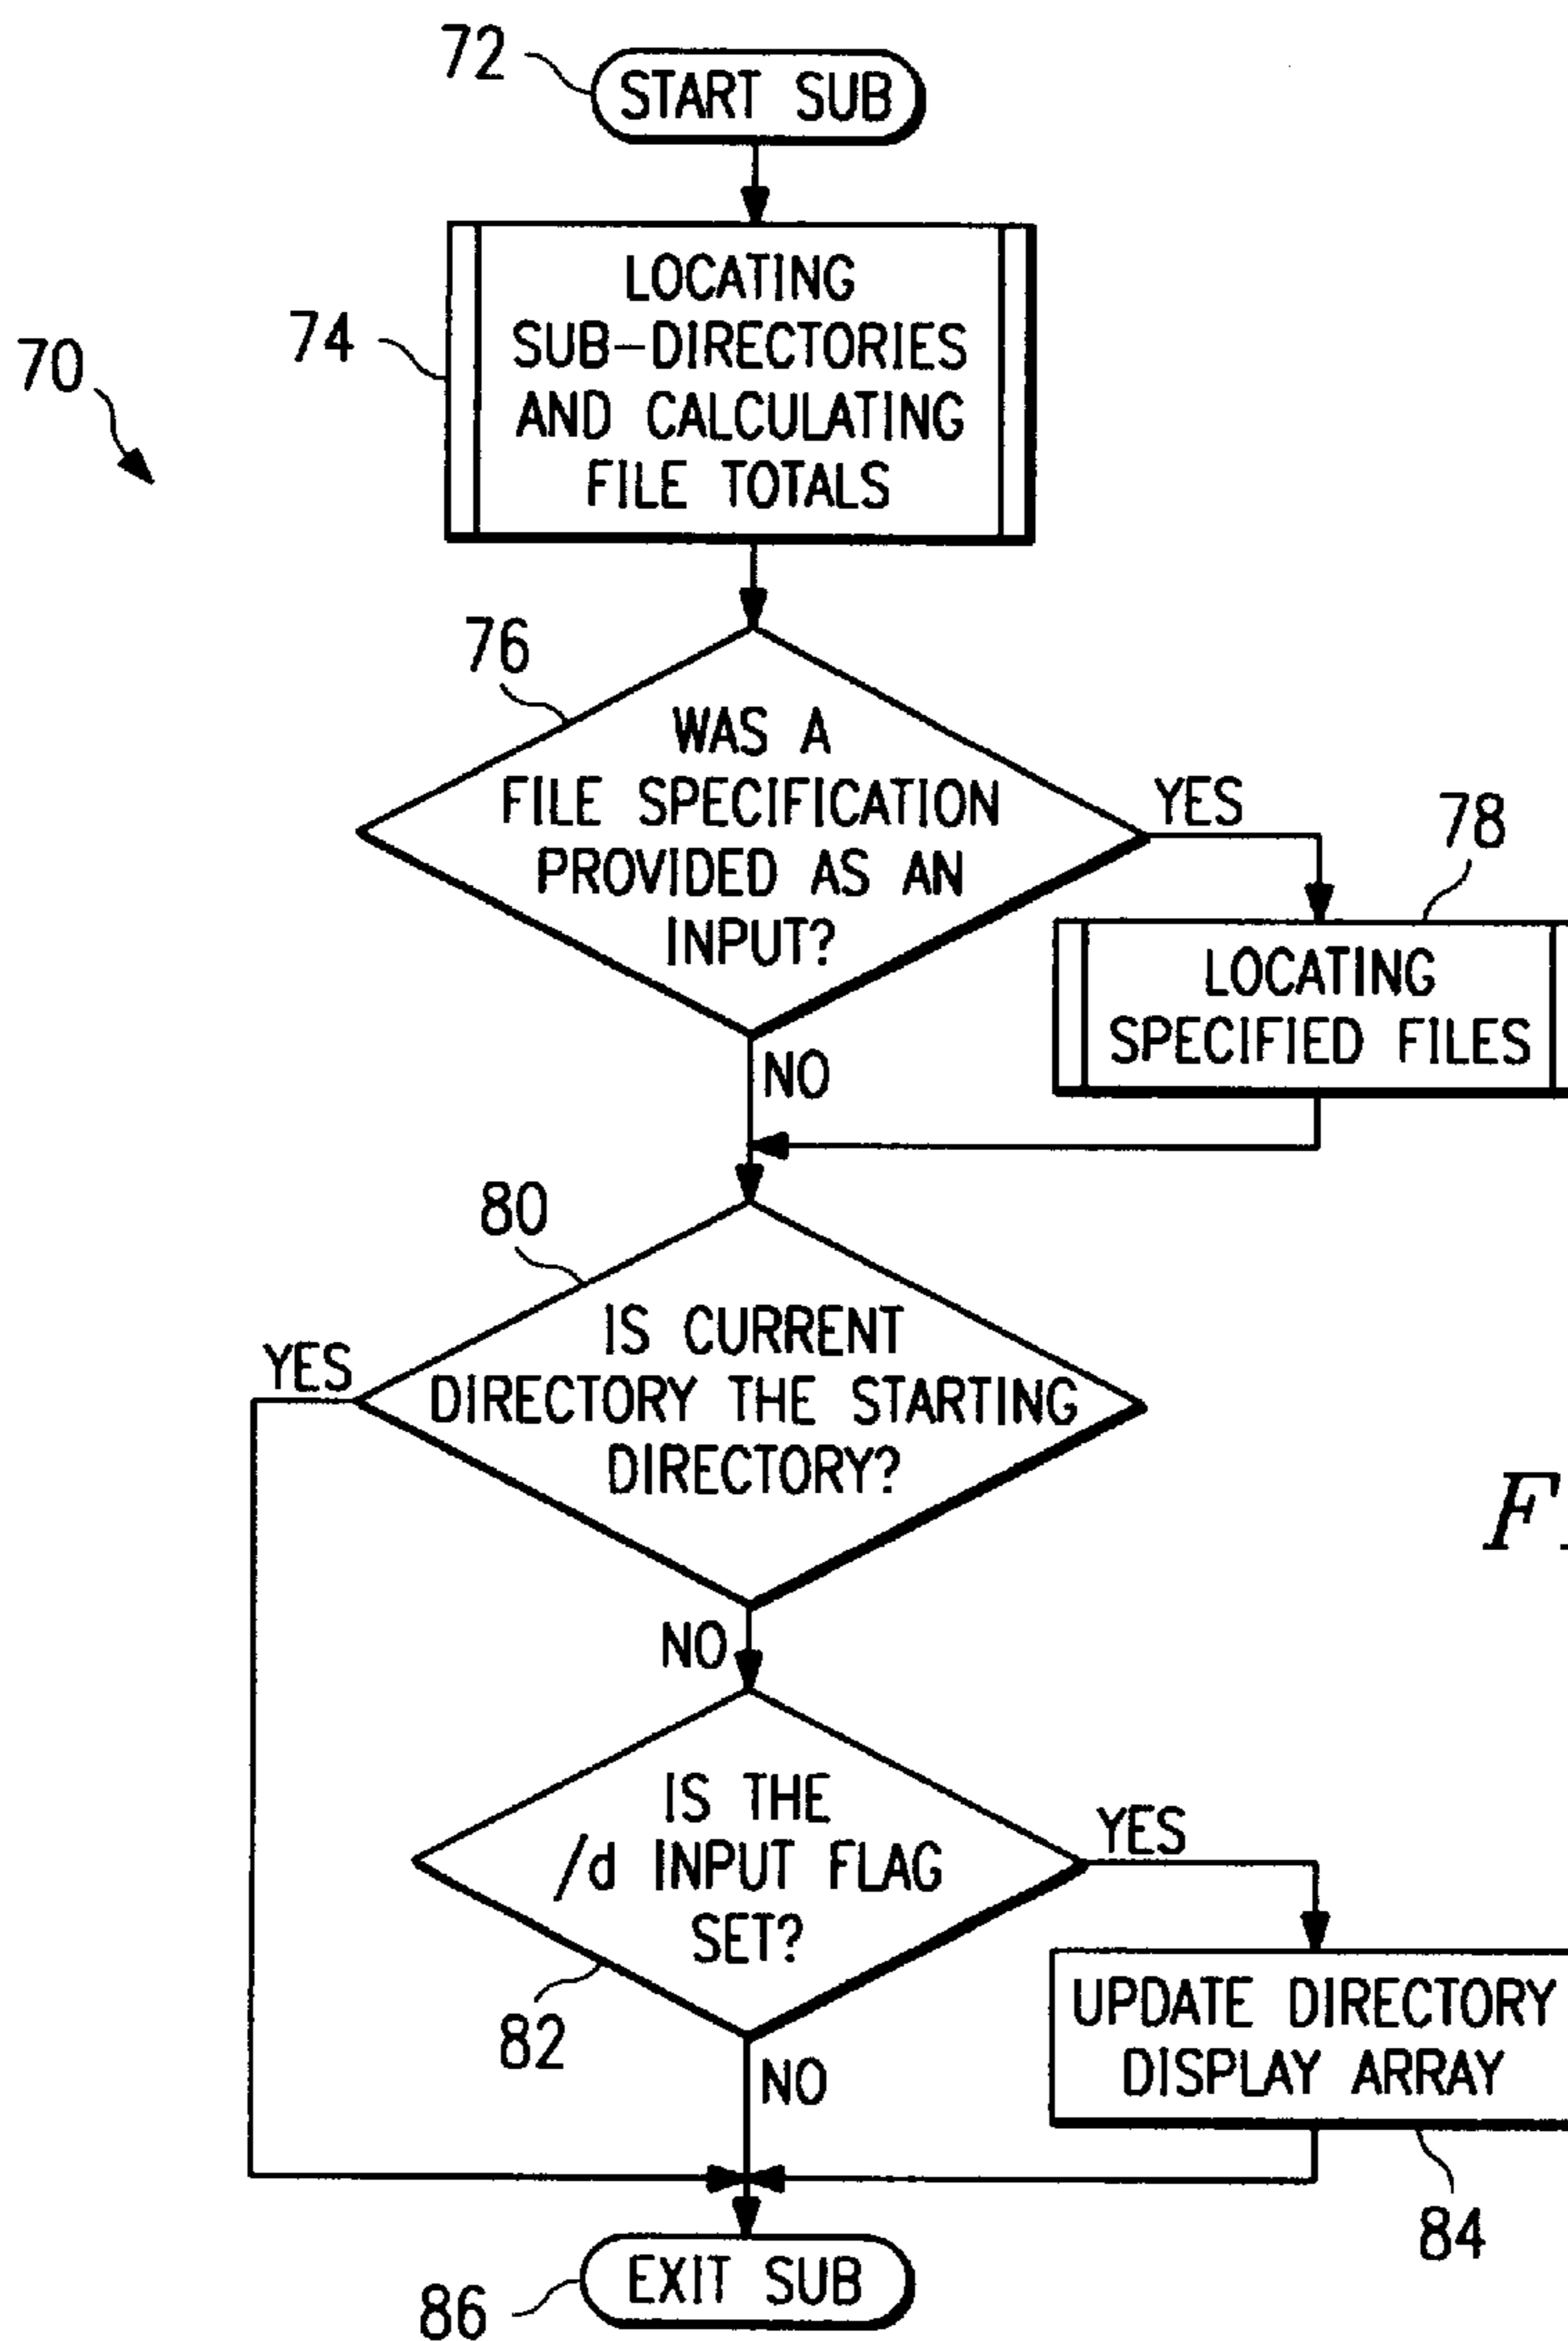 72
START SUB
74
70
LOCATING
SUB-DIRECTORIES
AND CALCULATING
FILE TOTALS
76
WAS A
FILE SPECIFICATION
PROVIDED AS AN
INPUT?
YES
78
LOCATING
SPECIFIED FILES
NO
80
IS CURRENT
DIRECTORY THE STARTING
DIRECTORY?
YES
NO
IS THE
/d INPUT FLAG
SET?
YES
82
UPDATE DIRECTORY
DISPLAY ARRAY
NO
84
EXIT SUB
86